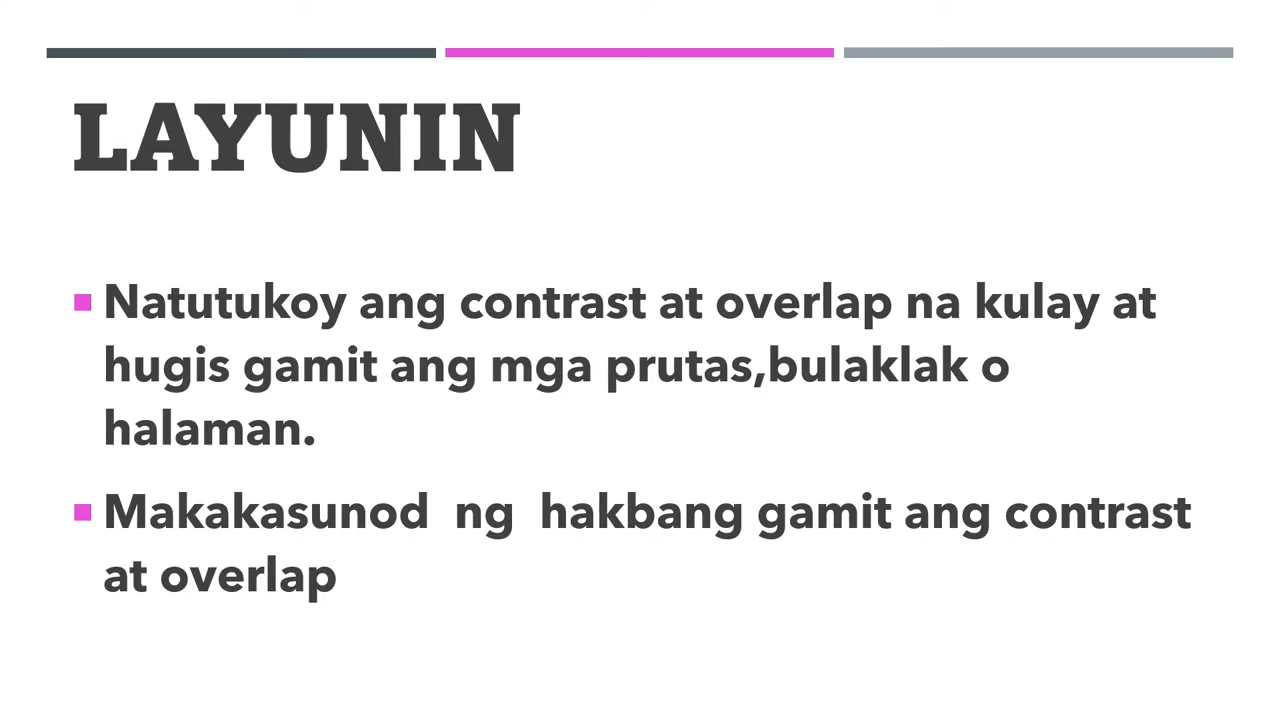 LAYUNIN
Natutukoy ang contrast at overlap na kulay at
hugis gamit ang mga prutas,bulaklak o
halaman.
Makakasunod  ng  hakbang gamit ang contrast
at overlap